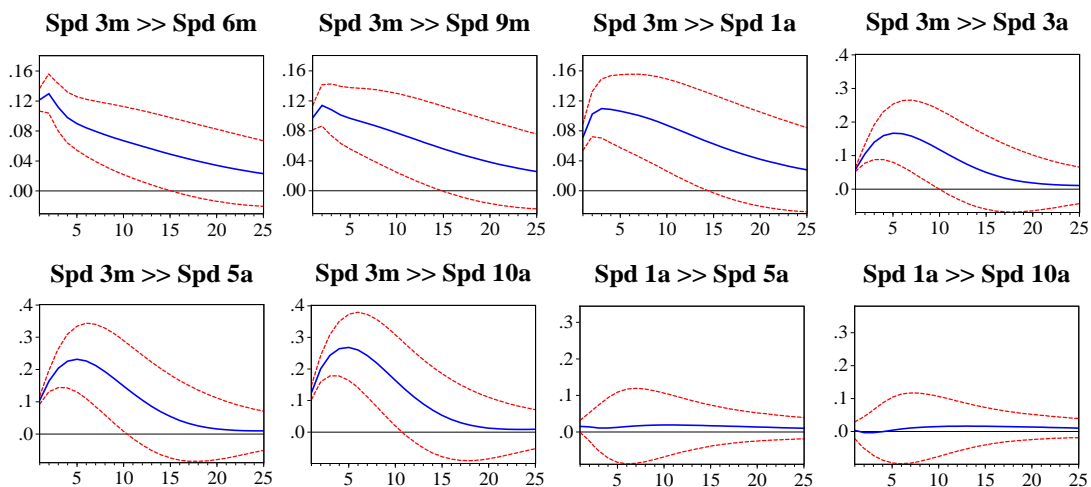 Spd 3m >> Spd 6m
Spd 3m >> Spd 9m
Spd 3m >> Spd 1a
Spd 3m >> Spd 3a
.16
.12
.08
.04
.00
5 10 15 20 25
.16
.12
.08
.04
.00
5 10 15 20 25
.16
.12
.08
.04
.00
5 10 15 20 25
.4
.3
.2
.1
.0
5 10 15 20 25
Spd 3m >> Spd 5a
Spd 3m >> Spd 10a
Spd 1a >> Spd 5a
Spd 1a >> Spd 10a
.4
.3
.2
.1
.0
5 10 15 20 25
.4
.3
.2
.1
.0
5 10 15 20 25
.3
.2
.1
.0
5 10 15 20 25
.3
.2
.1
.0
5 10 15 20 25